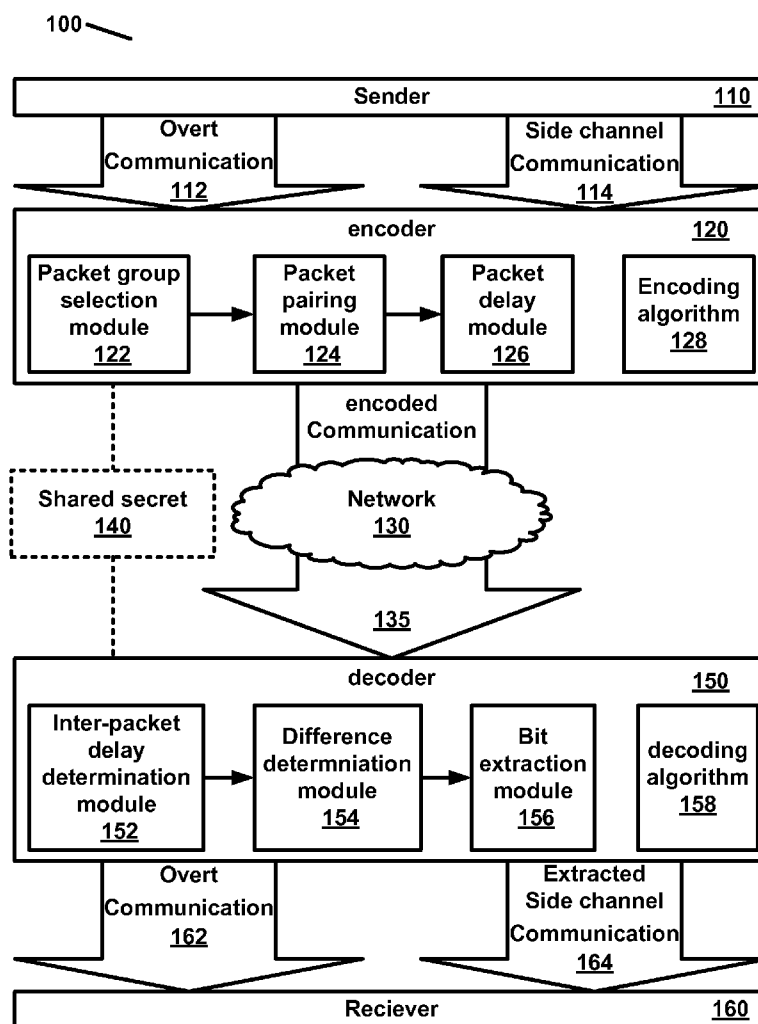 100
Sender 110
Overt
Communication
112
Side channel
Communication
114
encoder 120
Packet group
selection
module
122
Packet
pairing
module
124
Packet
delay
module
126
Encoding
algorithm
128
encoded
Communication
Shared secret
140
Network
130
135
decoder 150
Inter-packet
delay
determination
module
152
Difference
determniation
module
154
Bit
extraction
module
156
decoding
algorithm
158
Overt
Communication
162
Extracted
Side channel
Communication
164
Reciever 160